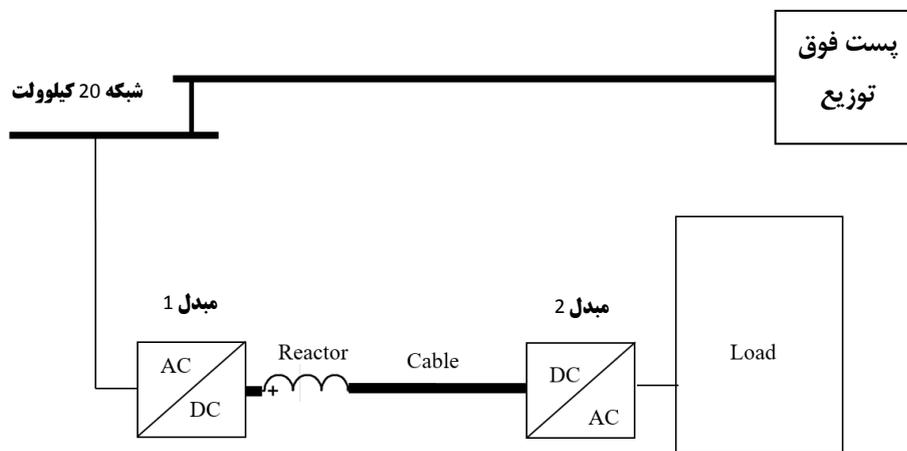 پست فوق
توزیع
شبکه 20 کیلوولت
مبدل 1
مبدل 2
AC
DC
+
Reactor
Cable
DC
AC
Load